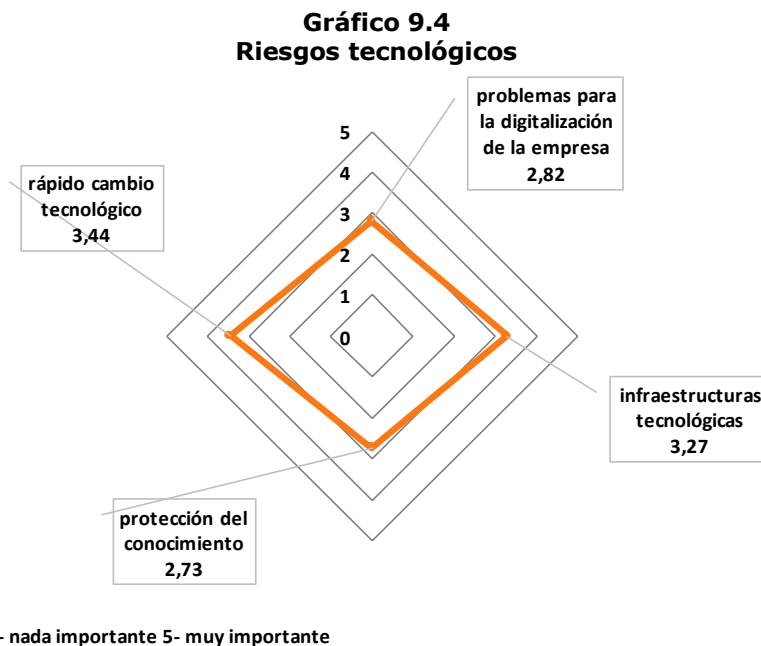 Gráfico 9.4
Riesgos tecnológicos
problemas para
la digitalización
de la empresa
2,82
5
4
3
2
1
0
rápido cambio
tecnológico
3,44
infraestructuras
tecnológicas
3,27
protección del
conocimiento
2,73
- nada importante 5- muy importante